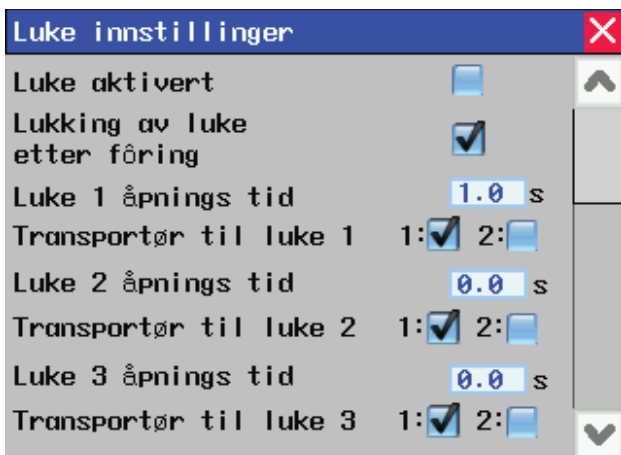 Luke innstillinger
Luke aktivert
Lukking av luke
etter fôring
Luke 1 åpnings tid 1.0 s
Transportør til luke 1 1: 2:
Luke 2 åpnings tid 0.0 s
Transportør til luke 2 1: 2:
Luke 3 åpnings tid 0.0 s
Transportør til luke 3 1: 2: